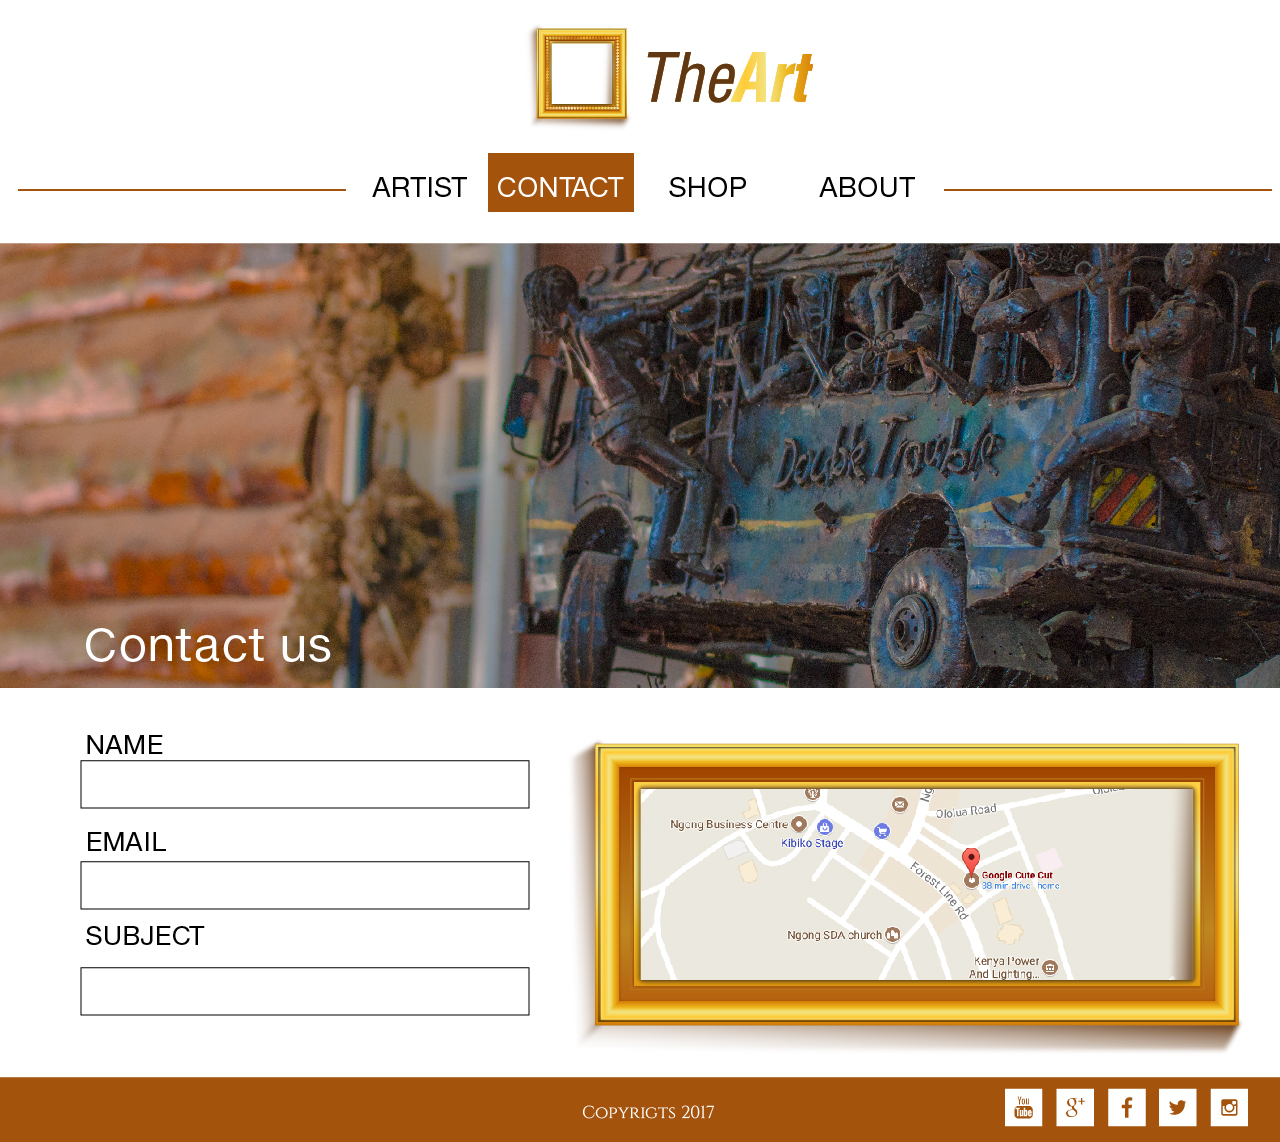 TheArt
ARTIST CONTACT SHOP ABOUT
Double Trouble
Contact us
NAME
EMAIL
SUBJECT
Ngong Business Centre
Kibiko Stage
Ololua Road
Forest Line Rd
Google Cute Cut
38 min drive - home
Ngong SDA church
Kenya Power
And Lighting...
Copyrigts 2017
You
Tube